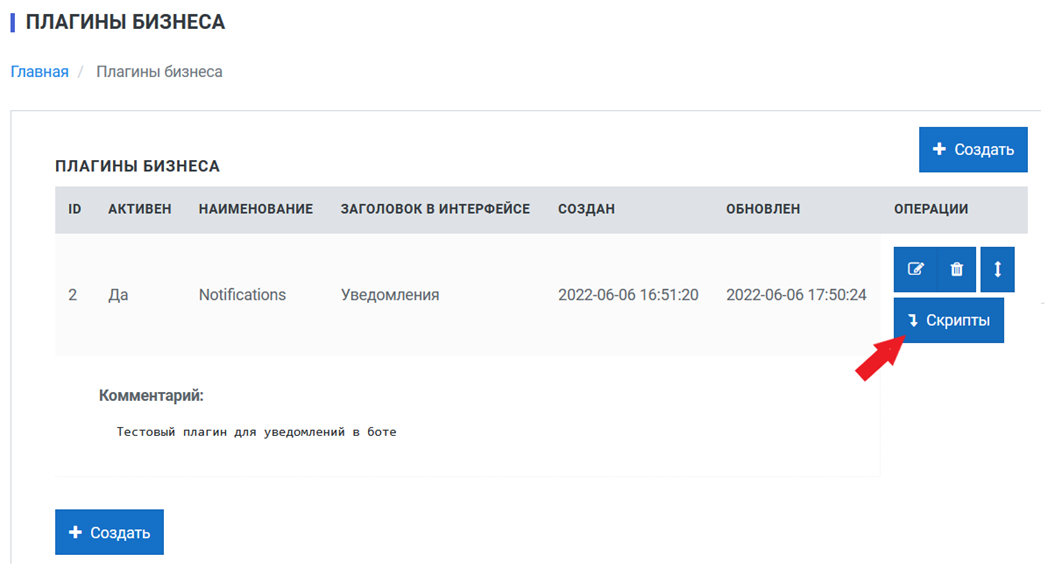 ПЛАГИНЫ БИЗНЕСА
Главная / Плагины бизнеса
+ Создать
ПЛАГИНЫ БИЗНЕСА
ID АКТИВЕН НАИМЕНОВАНИЕ ЗАГОЛОВОК В ИНТЕРФЕЙСЕ СОЗДАН ОБНОВЛЕН ОПЕРАЦИИ
2 Да Notifications Уведомления 2022-06-06 16:51:20 2022-06-06 17:50:24
Скрипты
Комментарий:
Тестовый плагин для уведомлений в боте
+ Создать